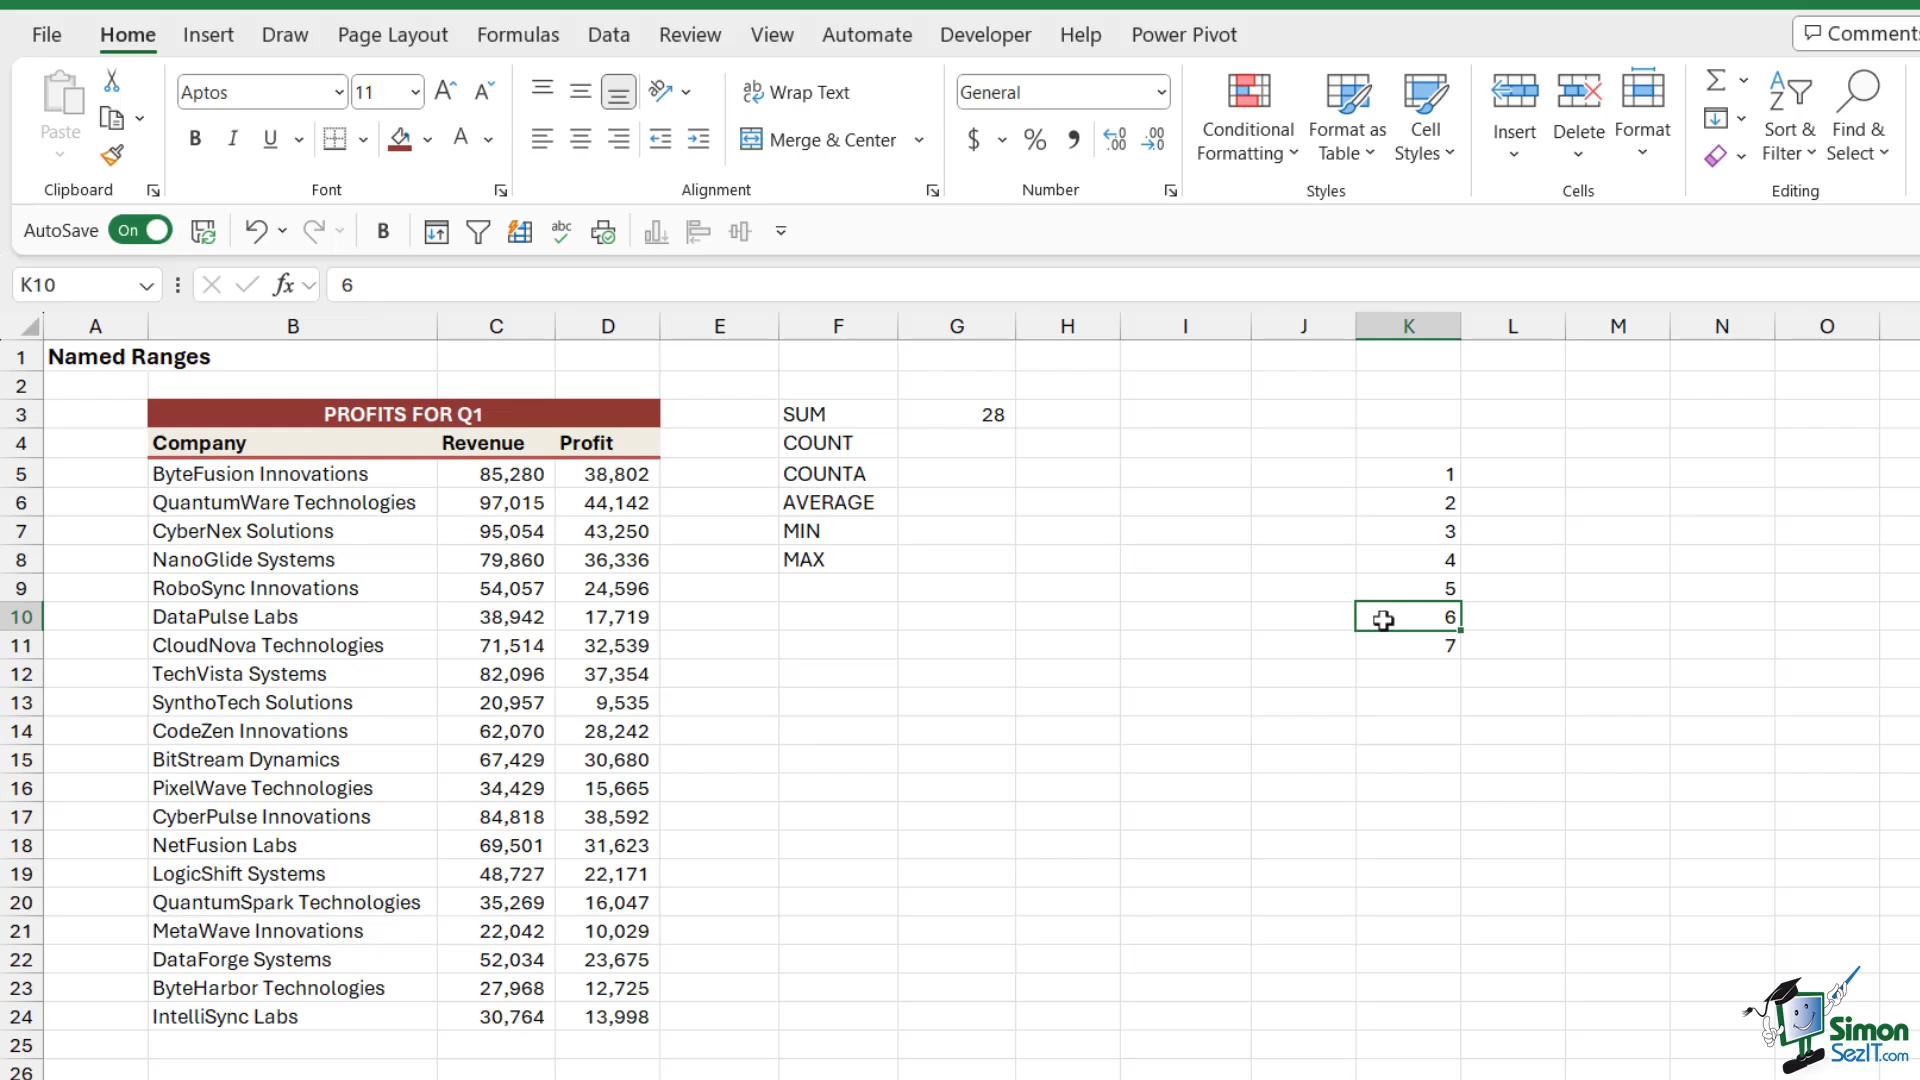 File Home Insert Draw Page Layout Formulas Data Review View Automate Developer Help Power Pivot Comments
Paste Aptos 11 Wrap Text General Conditional Formatting Format as Table Cell Styles Insert Delete Format Sort & Filter Find & Select
B I U A Merge & Center $ % 9 .00
Clipboard Font Alignment Number Styles Cells Editing
AutoSave On B abc
K10 fx 6
A B C D E F G H I J K L M N O
1 Named Ranges
2
3 PROFITS FOR Q1 SUM 28
4 Company Revenue Profit COUNT
5 ByteFusion Innovations 85,280 38,802 COUNTA 1
6 QuantumWare Technologies 97,015 44,142 AVERAGE 2
7 CyberNex Solutions 95,054 43,250 MIN 3
8 NanoGlide Systems 79,860 36,336 MAX 4
9 RoboSync Innovations 54,057 24,596 5
10 DataPulse Labs 38,942 17,719 6
11 CloudNova Technologies 71,514 32,539 7
12 TechVista Systems 82,096 37,354
13 SynthoTech Solutions 20,957 9,535
14 CodeZen Innovations 62,070 28,242
15 BitStream Dynamics 67,429 30,680
16 PixelWave Technologies 34,429 15,665
17 CyberPulse Innovations 84,818 38,592
18 NetFusion Labs 69,501 31,623
19 LogicShift Systems 48,727 22,171
20 QuantumSpark Technologies 35,269 16,047
21 MetaWave Innovations 22,042 10,029
22 DataForge Systems 52,034 23,675
23 ByteHarbor Technologies 27,968 12,725
24 IntelliSync Labs 30,764 13,998
25
26
Simon
SezIT.com